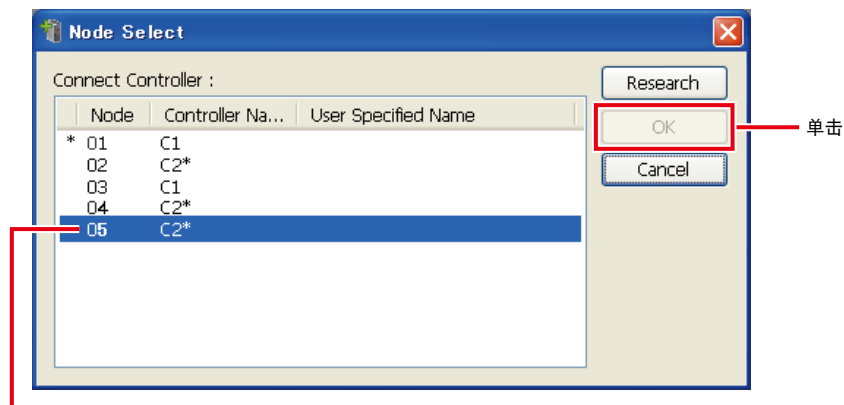 Node Select
Connect Controller :
Research
Node Controller Na... User Specified Name
OK
单击
* 01 C1
02 C2*
Cancel
03 C1
04 C2*
05 C2*